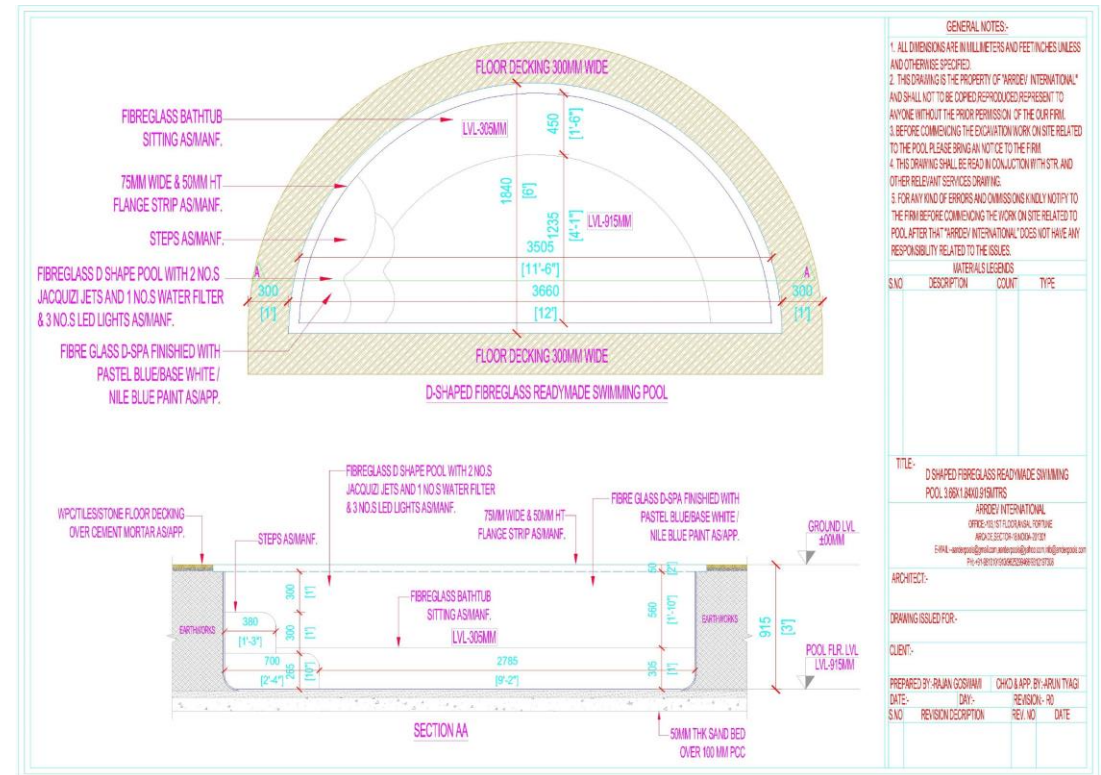 FLOOR DECKING 300MM WIDE
FIBREGLASS BATHTUB
SITTING AS/MANF.
LVL-305MM
450
[1'-6"]
75MM WIDE & 50MM HT
FLANGE STRIP AS/MANF.
1840
[6']
1235
[4'-1"]
LVL-915MM
STEPS AS/MANF.
3505
[11'-6"]
FIBREGLASS D SHAPE POOL WITH 2 NO.S
JACQUIZI JETS AND 1 NO.S WATER FILTER
& 3 NO.S LED LIGHTS AS/MANF.
A
A
300
[1']
3660
[12']
300
[1']
FIBRE GLASS D-SPA FINISHIED WITH
PASTEL BLUE/BASE WHITE /
NILE BLUE PAINT AS/APP.
FLOOR DECKING 300MM WIDE
D-SHAPED FIBREGLASS READYMADE SWIMMING POOL
FIBREGLASS D SHAPE POOL WITH 2 NO.S
JACQUIZI JETS AND 1 NO.S WATER FILTER
& 3 NO.S LED LIGHTS AS/MANF.
WPC/TILES/STONE FLOOR DECKING
OVER CEMENT MORTAR AS/APP.
STEPS AS/MANF.
75MM WIDE & 50MM HT
FLANGE STRIP AS/MANF.
FIBRE GLASS D-SPA FINISHIED WITH
PASTEL BLUE/BASE WHITE /
NILE BLUE PAINT AS/APP.
GROUND LVL
±00MM
50
[2"]
300
[1']
FIBREGLASS BATHTUB
SITTING AS/MANF.
LVL-305MM
560
[1'-10"]
EARTHWORKS
380
[1'-3"]
300
[1']
EARTHWORKS
915
[3']
700
[2'-4"]
265
[10"]
2785
[9'-2"]
305
[1']
POOL FLR. LVL
LVL-915MM
SECTION AA
50MM THK SAND BED
OVER 100 MM PCC
GENERAL NOTES:-
1. ALL DIMENSIONS ARE IN MILLIMETERS AND FEET INCHES UNLESS
AND OTHERWISE SPECIFIED.
2. THIS DRAWING IS THE PROPERTY OF "ARRDEV INTERNATIONAL"
AND SHALL NOT TO BE COPIED,REPRODUCED,REPRESENT TO
ANYONE WITHOUT THE PRIOR PERMISSION OF THE OUR FIRM.
3. BEFORE COMMENCING THE EXCAVATION WORK ON SITE RELATED
TO THE POOL PLEASE BRING AN NOTICE TO THE FIRM.
4. THIS DRAWING SHALL BE READ IN CONJUCTION WITH STR. AND
OTHER RELEVANT SERVICES DRAWING.
5. FOR ANY KIND OF ERRORS AND OMMISSIONS KINDLY NOTIFY TO
THE FIRM BEFORE COMMENCING THE WORK ON SITE RELATED TO
POOL AFTER THAT "ARRDEV INTERNATIONAL" DOES NOT HAVE ANY
RESPONSIBILITY RELATED TO THE ISSUES.
MATERIALS LEGENDS
S.NO DESCRIPTION COUNT TYPE
TITLE:-
D SHAPED FIBREGLASS READYMADE SWIMMING
POOL 3.66X1.84X0.915MTRS
ARRDEV INTERNATIONAL
ARCHITECT:-
DRAWING ISSUED FOR:-
CLIENT:-
PREPARED BY:-RAJAN GOSWAMI CHKD & APP. BY:-ARUN TYAGI
DATE:- DAY:- REVISION:- R0
S.NO REVISION DECRIPTION REV. NO DATE